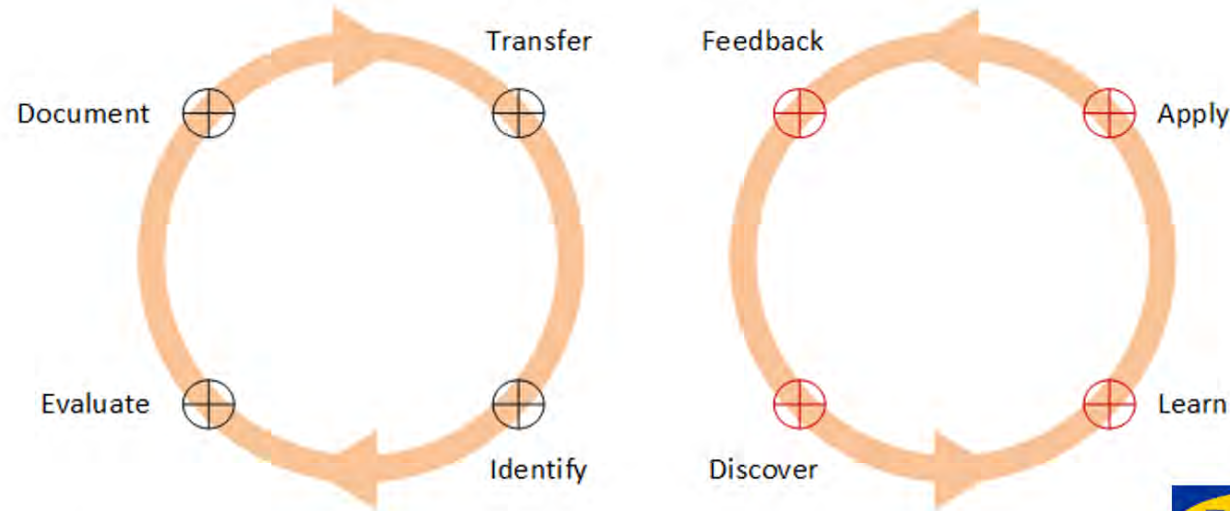 Transfer
Feedback
Document
Apply
Evaluate
Learn
Identify
Discover